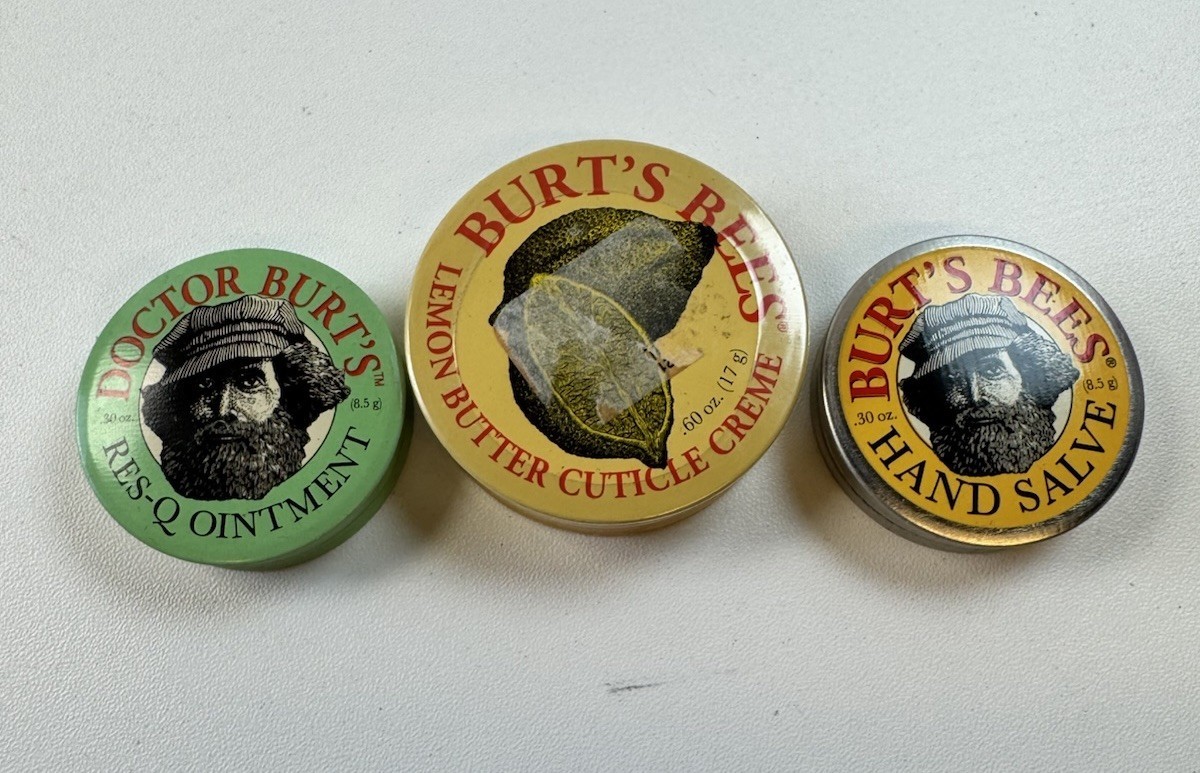 DOCTOR BURT'S™
.30 oz.
(8.5 g)
RES-Q OINTMENT
BURT'S BEES®
.60 oz. (17 g)
LEMON BUTTER CUTICLE CREME
BURT'S BEES®
.30 oz.
(8.5 g)
HAND SALVE